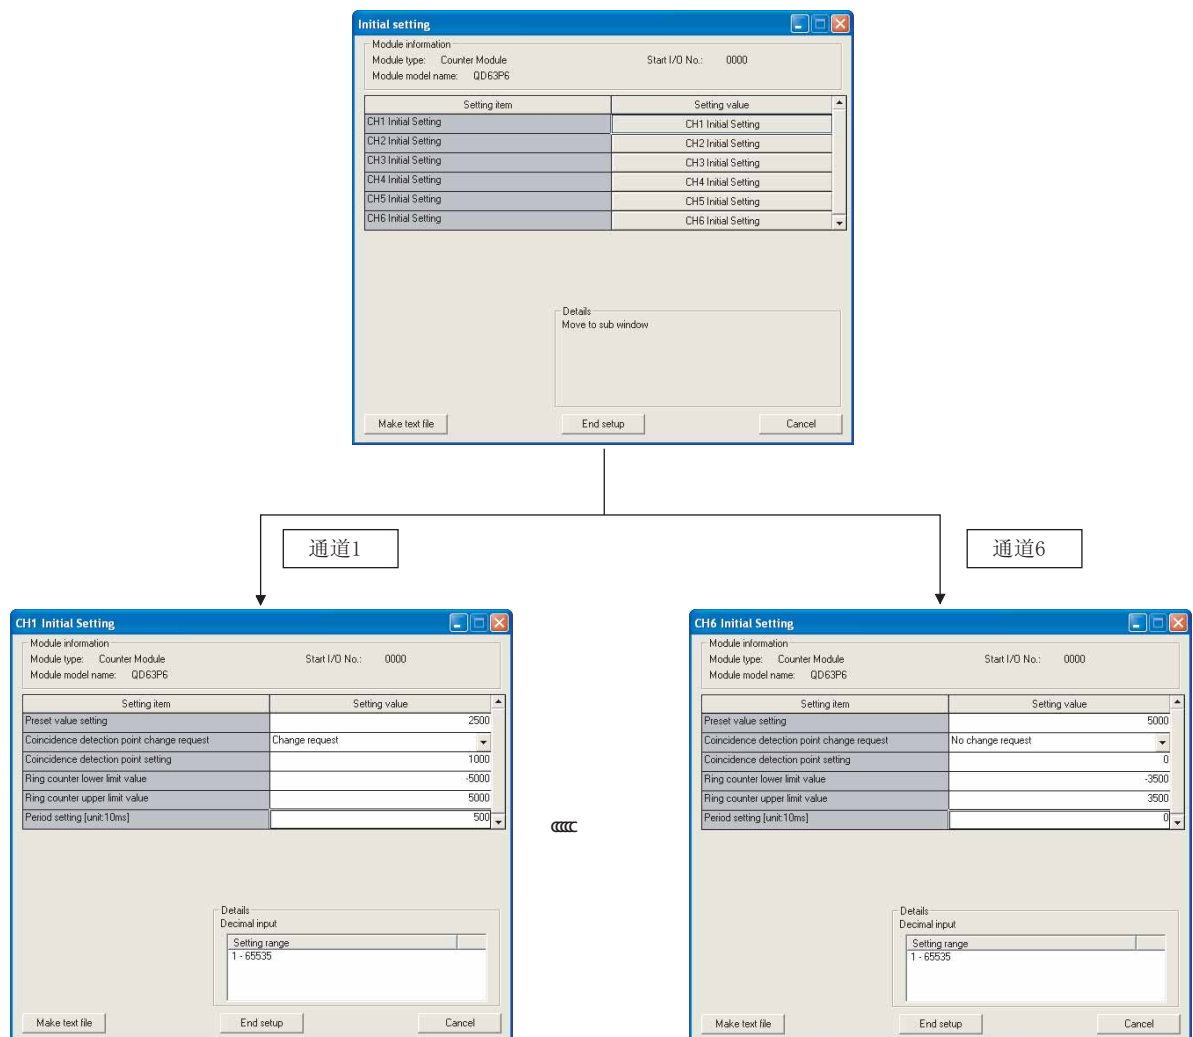 Initial setting
Module information
Module type: Counter Module Start I/O No.: 0000
Module model name: QD63P6
Setting item Setting value
CH1 Initial Setting CH1 Initial Setting
CH2 Initial Setting CH2 Initial Setting
CH3 Initial Setting CH3 Initial Setting
CH4 Initial Setting CH4 Initial Setting
CH5 Initial Setting CH5 Initial Setting
CH6 Initial Setting CH6 Initial Setting
Details
Move to sub window
Make text file End setup Cancel
通道1
通道6
CH1 Initial Setting
Module information
Module type: Counter Module Start I/O No.: 0000
Module model name: QD63P6
Setting item Setting value
Preset value setting 2500
Coincidence detection point change request Change request
Coincidence detection point setting 1000
Ring counter lower limit value -5000
Ring counter upper limit value 5000
Period setting [unit:10ms] 500
Details
Decimal input
Setting range
1 - 65535
Make text file End setup Cancel
CH6 Initial Setting
Module information
Module type: Counter Module Start I/O No.: 0000
Module model name: QD63P6
Setting item Setting value
Preset value setting 5000
Coincidence detection point change request No change request
Coincidence detection point setting 0
Ring counter lower limit value -3500
Ring counter upper limit value 3500
Period setting [unit:10ms] 0
Details
Decimal input
Setting range
1 - 65535
Make text file End setup Cancel